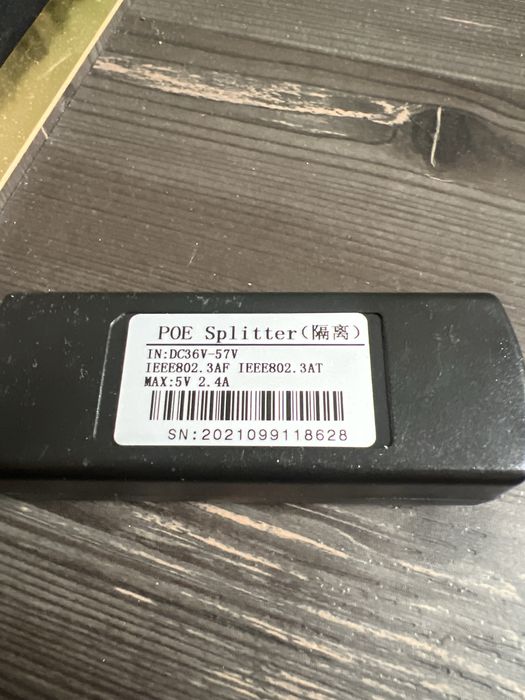 POE Splitter(隔离)
IN:DC36V-57V
IEEE802.3AF IEEE802.3AT
MAX:5V 2.4A
SN:2021099118628